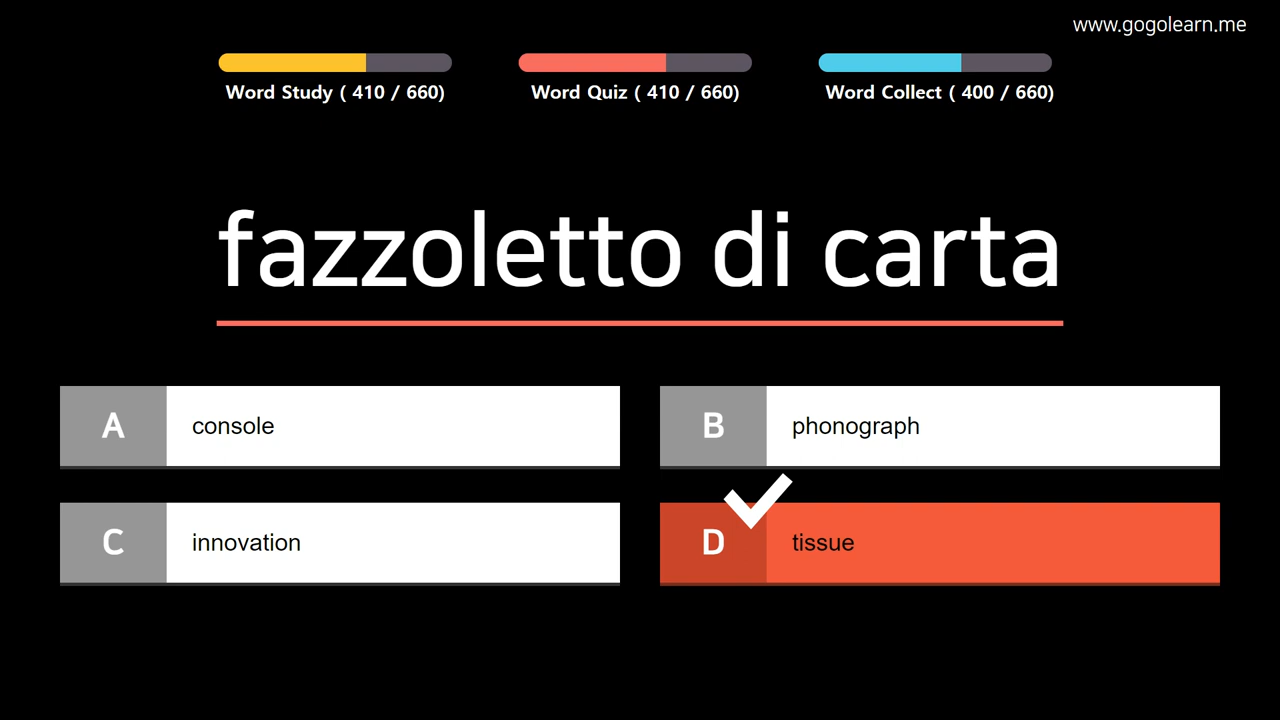 www.gogolearn.me
Word Study ( 410 / 660)
Word Quiz ( 410 / 660)
Word Collect ( 400 / 660)
fazzoletto di carta
A console
B phonograph
C innovation
D tissue